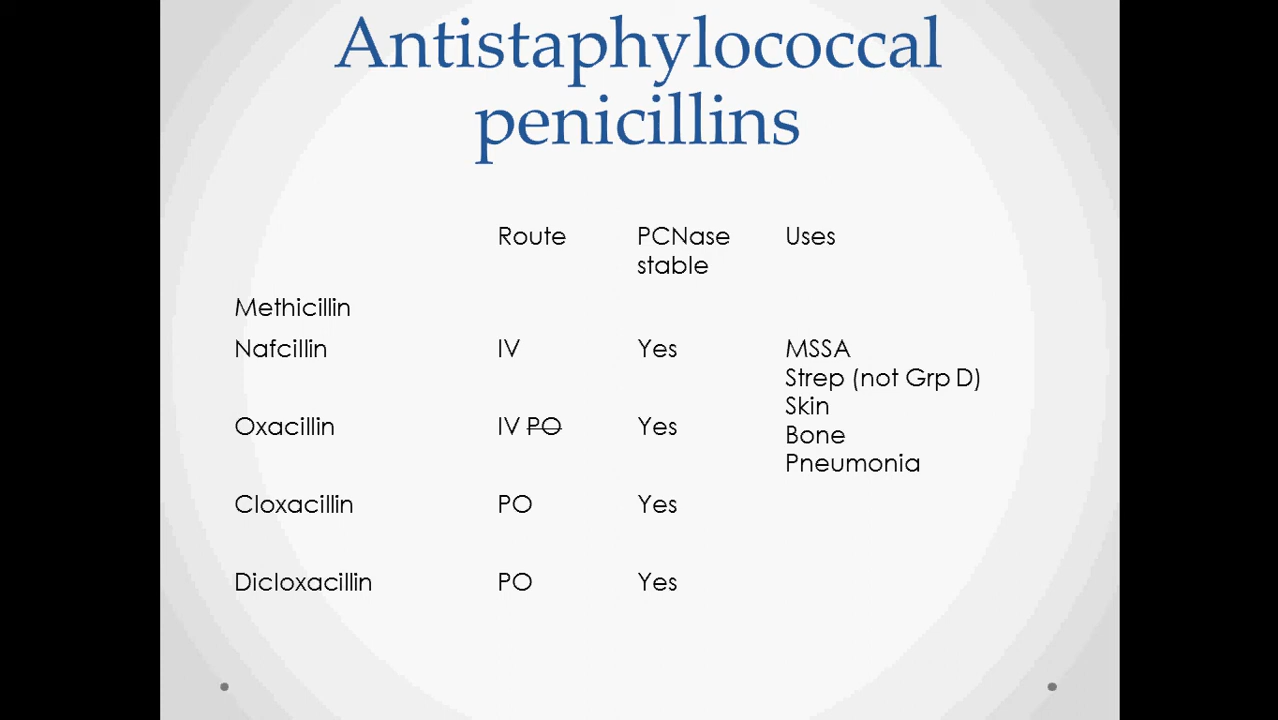 Antistaphylococcal
penicillins
Route PCNase Uses
stable
Methicillin
Nafcillin IV Yes MSSA
Strep (not Grp D)
Skin
Oxacillin IV PO Yes
Bone
Pneumonia
Cloxacillin PO Yes
Dicloxacillin PO Yes